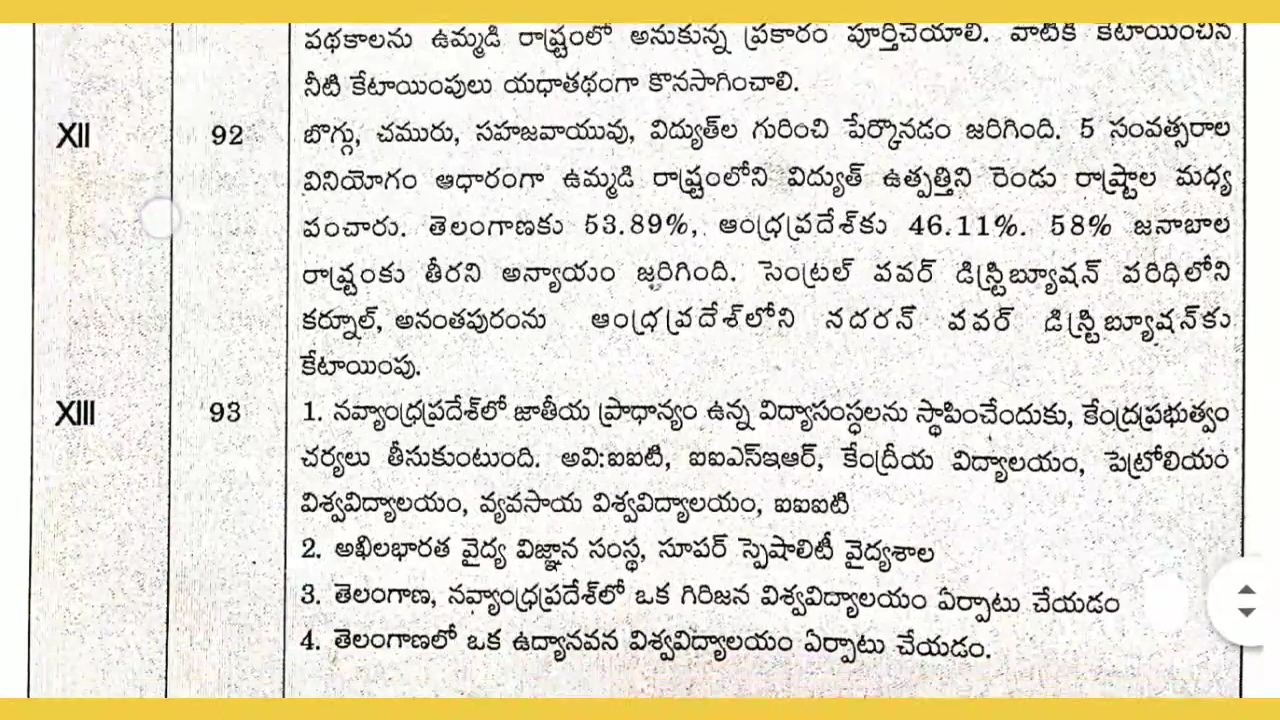 పథకాలను ఉమ్మడి రాష్ట్రంలో అనుకున్న ప్రకారం పూర్తిచేయాలి. వాటికి కేటాయించిన
నీటి కేటాయింపులు యధాతథంగా కొనసాగించాలి.
XII 92 బొగ్గు, చమురు, సహజవాయువు, విద్యుత్‌ల గురించి పేర్కొనడం జరిగింది. 5 సంవత్సరాల
వినియోగం ఆధారంగా ఉమ్మడి రాష్ట్రంలోని విద్యుత్ ఉత్పత్తిని రెండు రాష్ట్రాల మధ్య
పంచారు. తెలంగాణకు 53.89%, ఆంధ్రప్రదేశ్‌కు 46.11%. 58% జనాబాల
రాష్ట్రంకు తీరని అన్యాయం జరిగింది. సెంట్రల్ పవర్ డిస్ట్రిబ్యూషన్ పరిధిలోని
కర్నూల్, అనంతపురంను ఆంధ్రప్రదేశ్‌లోని నదరన్ పవర్ డిస్ట్రిబ్యూషన్‌కు
కేటాయింపు.
XIII 93 1. నవ్యాంధ్రప్రదేశ్‌లో జాతీయ ప్రాధాన్యం ఉన్న విద్యాసంస్థలను స్థాపించేందుకు, కేంద్రప్రభుత్వం
చర్యలు తీసుకుంటుంది. అవి:ఐఐటి, ఐఐఎస్ఇఆర్, కేంద్రీయ విద్యాలయం, పెట్రోలియం
విశ్వవిద్యాలయం, వ్యవసాయ విశ్వవిద్యాలయం, ఐఐఐటి
2. అఖిలభారత వైద్య విజ్ఞాన సంస్థ, సూపర్ స్పెషాలిటీ వైద్యశాల
3. తెలంగాణ, నవ్యాంధ్రప్రదేశ్‌లో ఒక గిరిజన విశ్వవిద్యాలయం ఏర్పాటు చేయడం
4. తెలంగాణలో ఒక ఉద్యానవన విశ్వవిద్యాలయం ఏర్పాటు చేయడం.